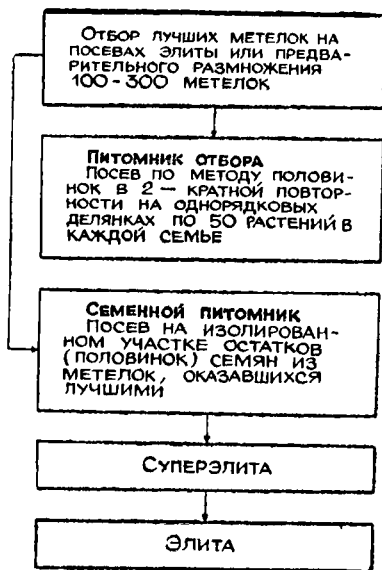 Отбор лучших метелок на
посевах элиты или предва-
рительного размножения
100-300 метелок
Питомник отбора
Посев по методу полови-
нок в 2 – кратной повтор-
ности на однорядковых
делянках по 50 растений в
каждой семье
Семенной питомник
Посев на изолирован-
ном участке остатков
(половинок) семян из
метелок, оказавшихся
лучшими
Суперэлита
Элита